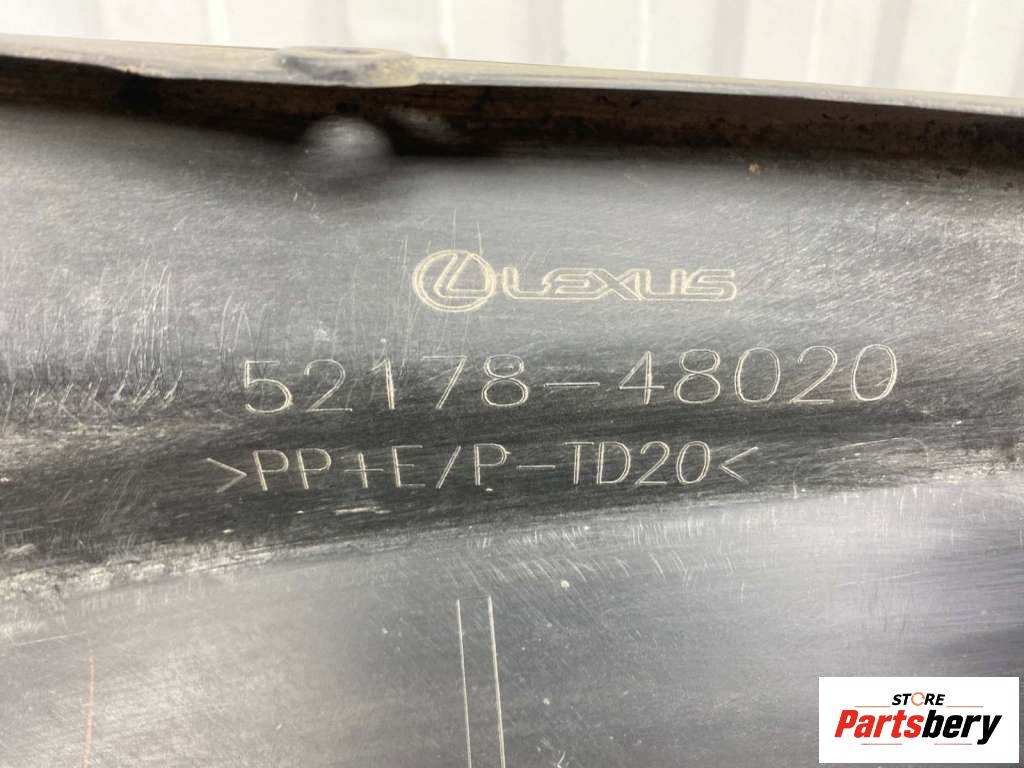 LEXUS
52178-48020
>PP+E/P-TD20<
STORE
Partsbery